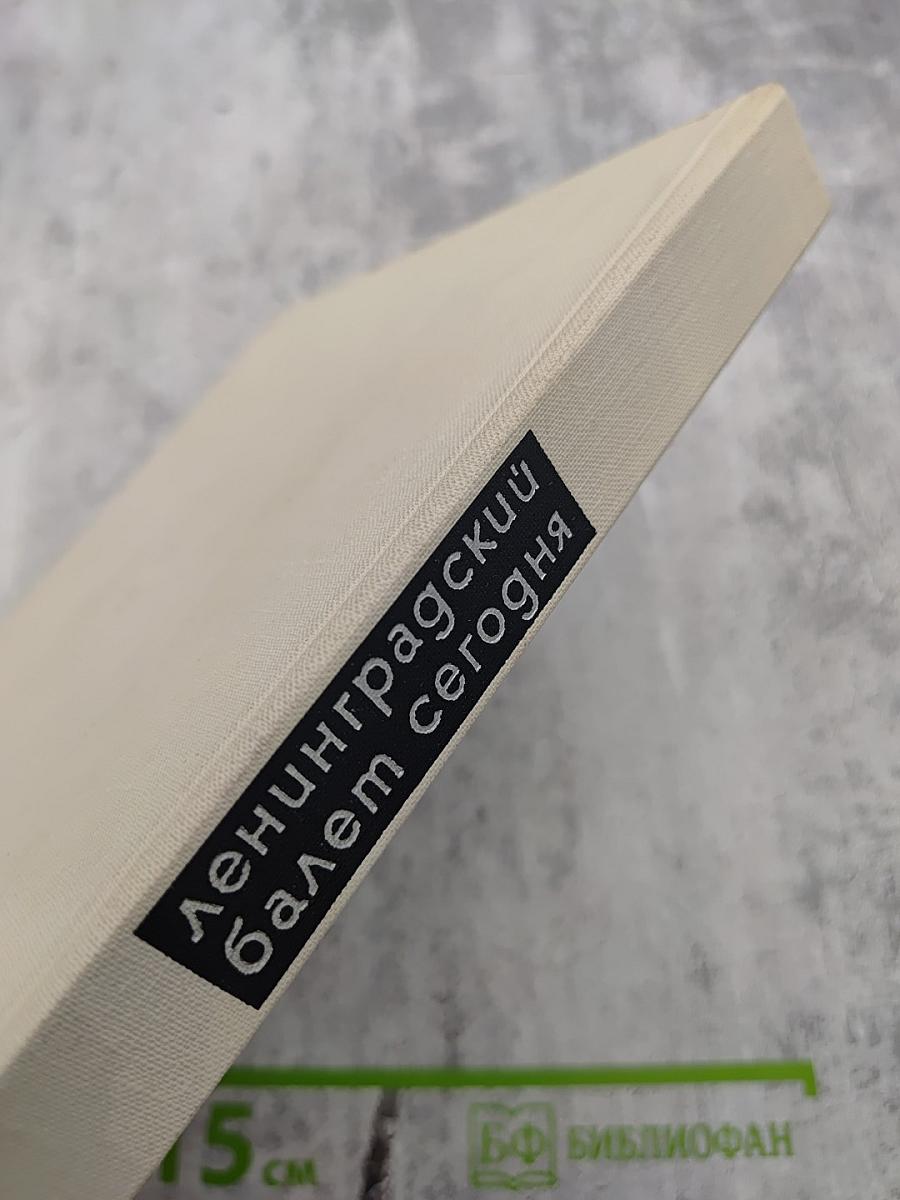 ленинградский
балет сегодня
15 см
БФ БИБЛИОФАН